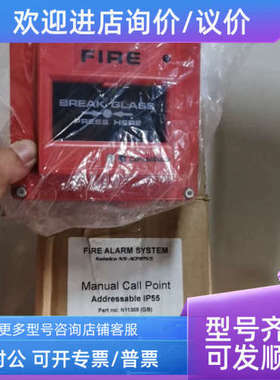 欢迎进店询价/议价
FIRE
BREAK GLASS
PRESS HERE
FIRE ALARM SYSTEM
Manual Call Point
Addressable IP55
更多型号咨询店铺客服
型号齐
对公 可开专票/普票
可发顺